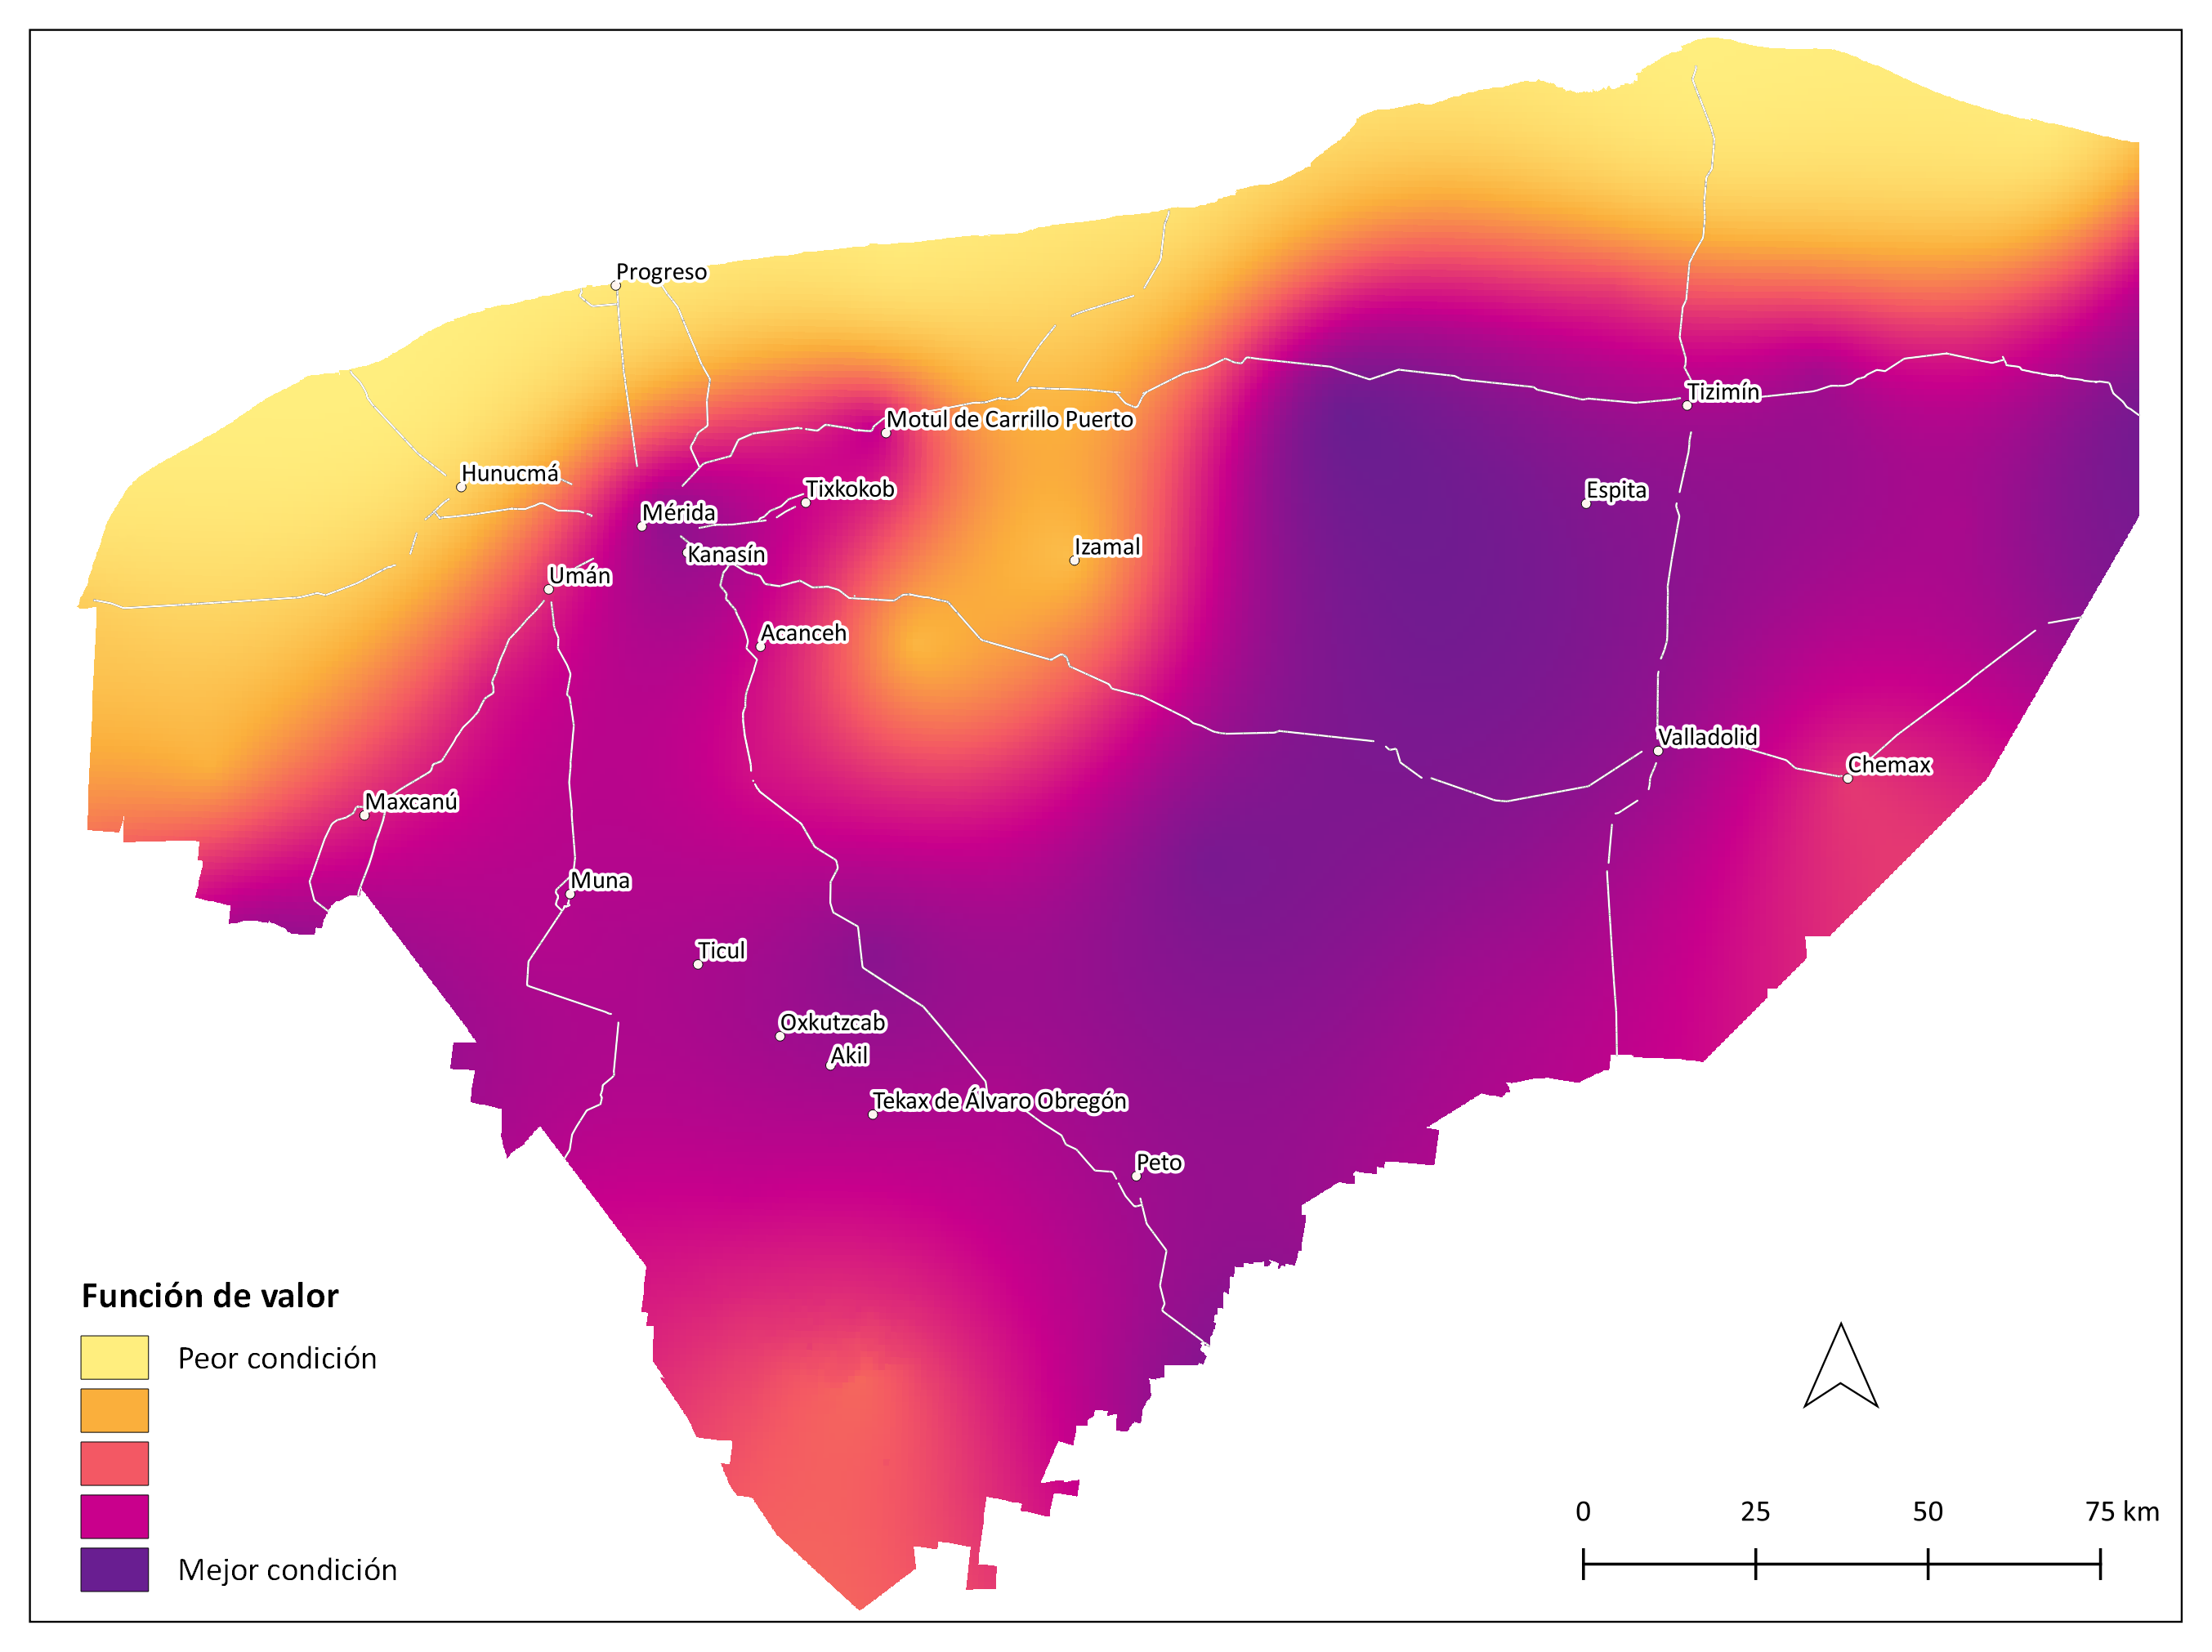 Progreso
Tizimín
Motul de Carrillo Puerto
Hunucmá
Tixkokob
Espita
Mérida
Izamal
Kanasín
Umán
Acanceh
Valladolid
Chemax
Maxcanú
Muna
Ticul
Oxkutzcab
Akil
Tekax de Álvaro Obregón
Peto
Función de valor
Peor condición
Mejor condición
0 25 50 75 km